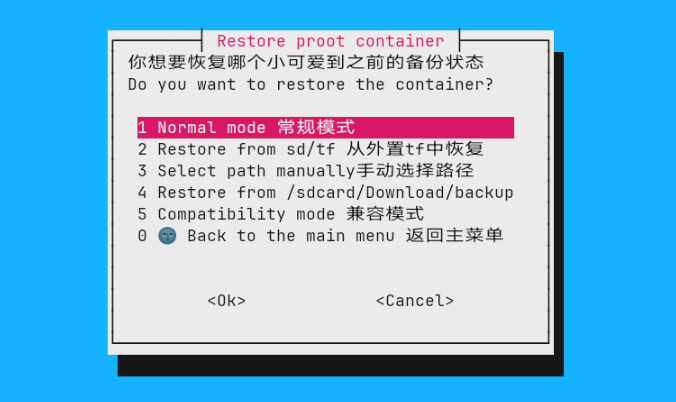 Restore proot container
你想要恢复哪个小可爱到之前的备份状态
Do you want to restore the container?
1 Normal mode 常规模式
2 Restore from sd/tf 从外置tf中恢复
3 Select path manually手动选择路径
4 Restore from /sdcard/Download/backup
5 Compatibility mode 兼容模式
0 🌚 Back to the main menu 返回主菜单
<Ok> <Cancel>